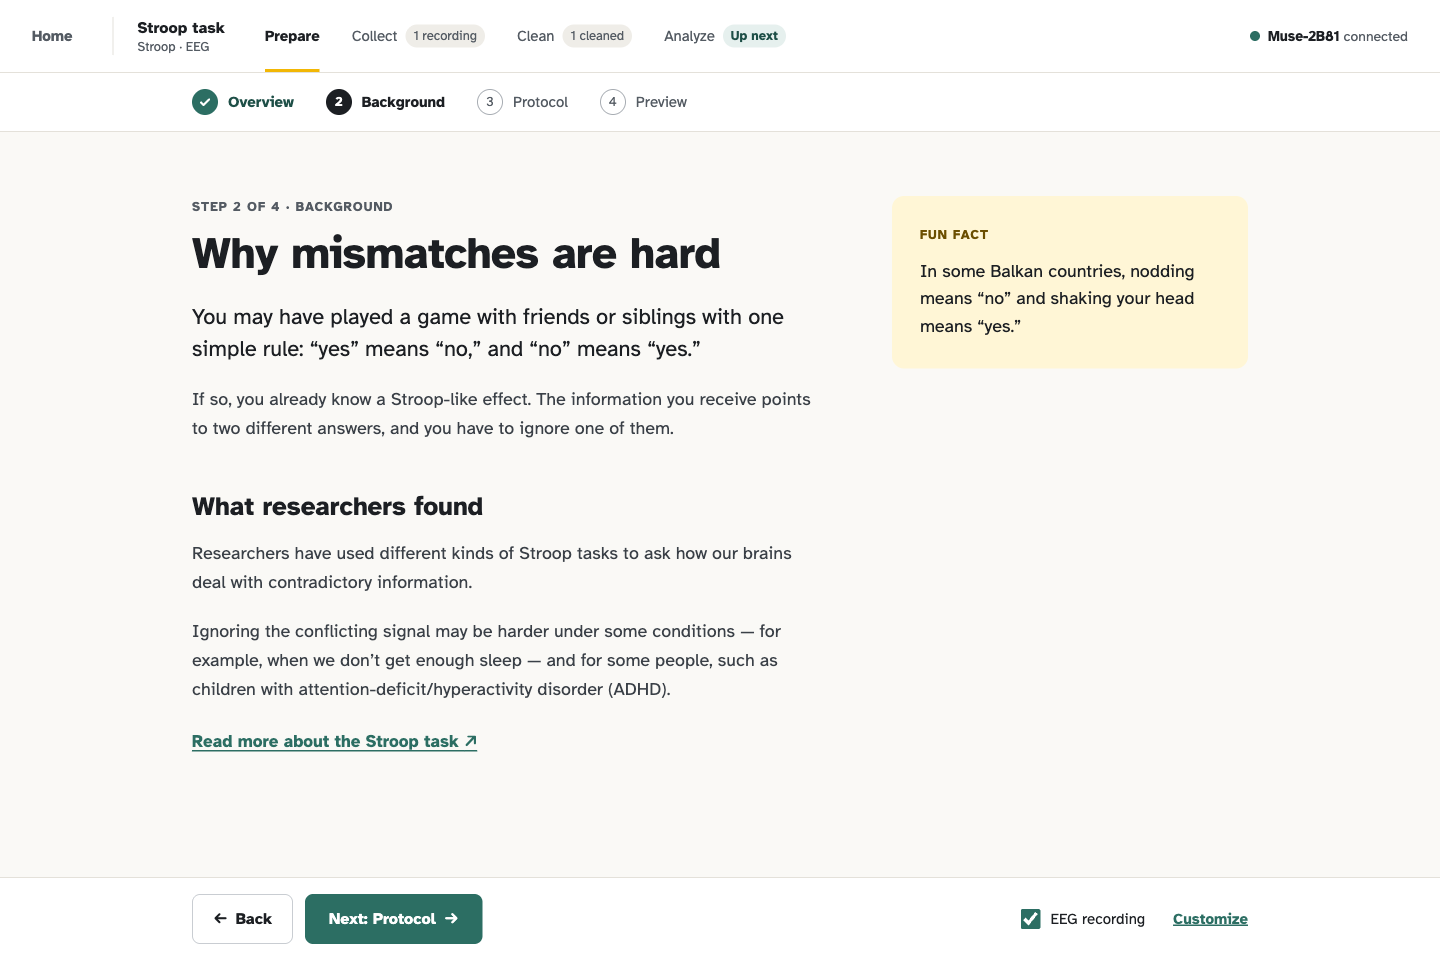 Home
Stroop task
Stroop · EEG
Prepare
Collect 1 recording
Clean 1 cleaned
Analyze Up next
Muse-2B81 connected
Overview
2 Background
3 Protocol
4 Preview
STEP 2 OF 4 · BACKGROUND
Why mismatches are hard
You may have played a game with friends or siblings with one
simple rule: “yes” means “no,” and “no” means “yes.”
If so, you already know a Stroop-like effect. The information you receive points
to two different answers, and you have to ignore one of them.
What researchers found
Researchers have used different kinds of Stroop tasks to ask how our brains
deal with contradictory information.
Ignoring the conflicting signal may be harder under some conditions — for
example, when we don’t get enough sleep — and for some people, such as
children with attention-deficit/hyperactivity disorder (ADHD).
Read more about the Stroop task ↗
FUN FACT
In some Balkan countries, nodding
means “no” and shaking your head
means “yes.”
← Back
Next: Protocol →
EEG recording
Customize